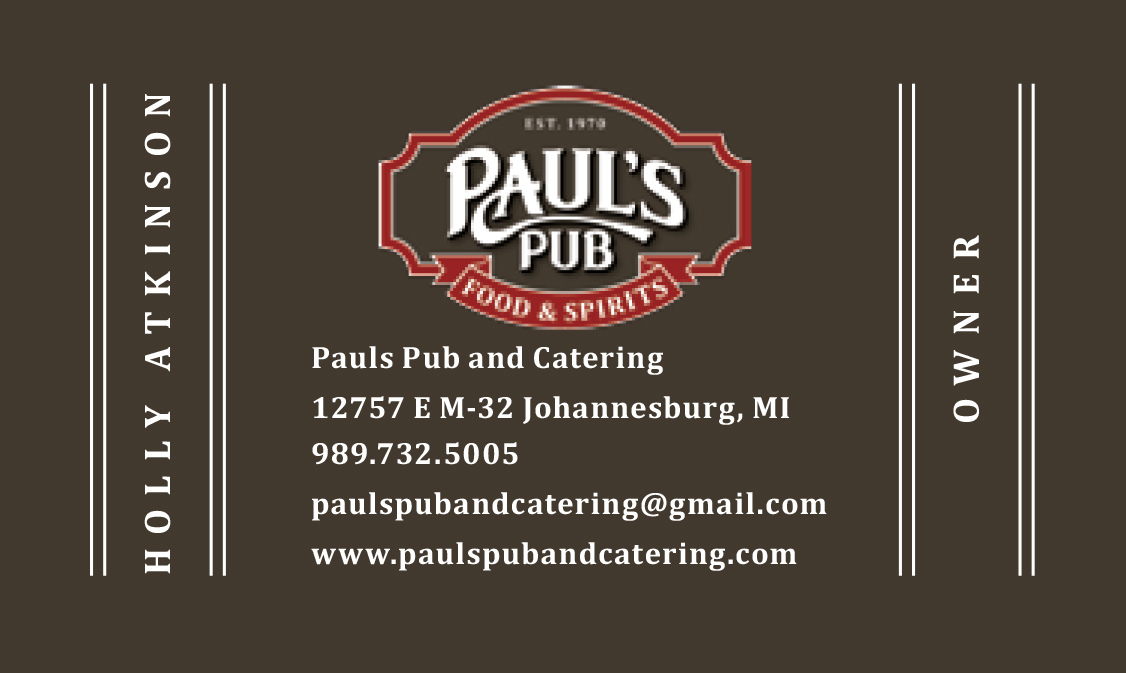 HOLLY ATKINSON
EST. 1970
PAUL'S
PUB
FOOD & SPIRITS
Pauls Pub and Catering
12757 E M-32 Johannesburg, MI
989.732.5005
paulspubandcatering@gmail.com
www.paulspubandcatering.com
OWNER